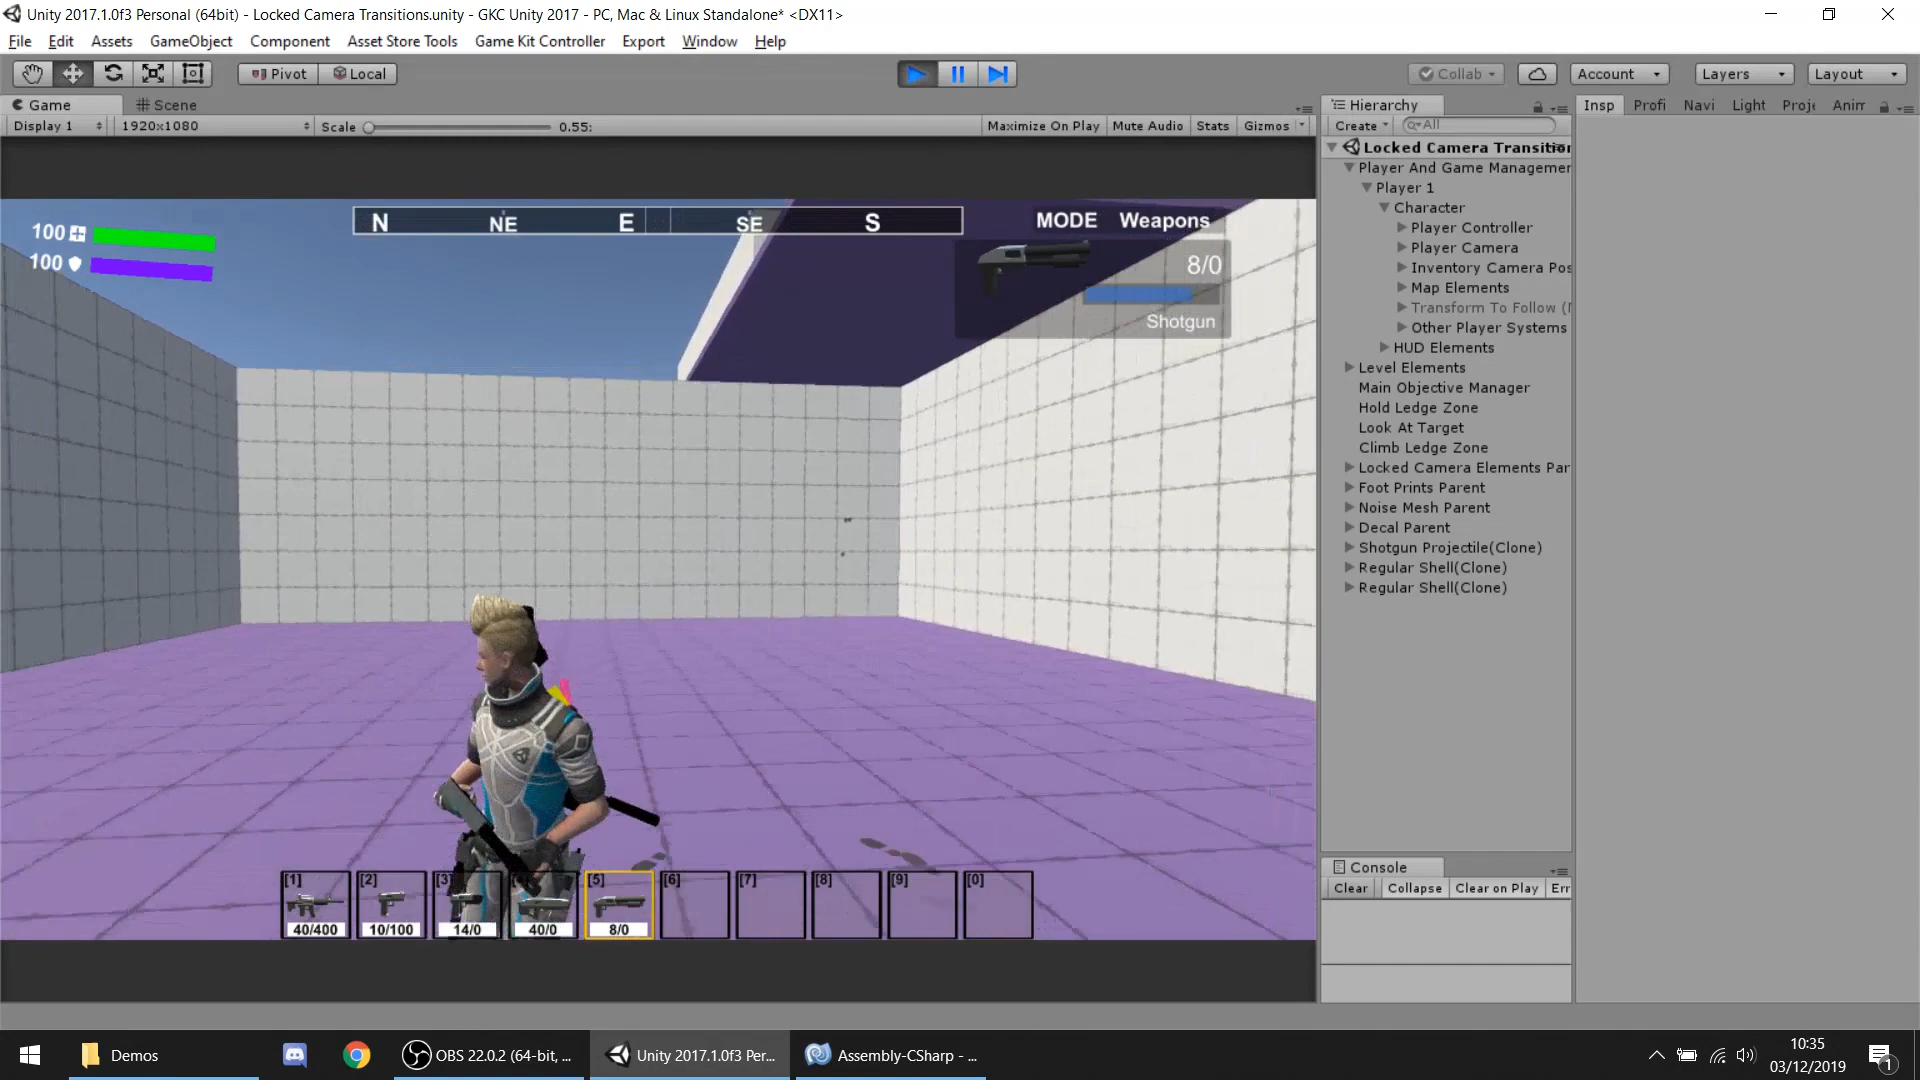 Unity 2017.1.0f3 Personal (64bit) - Locked Camera Transitions.unity - GKC Unity 2017 - PC, Mac & Linux Standalone* <DX11>
File Edit Assets GameObject Component Asset Store Tools Game Kit Controller Export Window Help
Pivot Local Collab Account Layers Layout
Game Scene
Display 1 1920x1080 Scale 0.55: Maximize On Play Mute Audio Stats Gizmos
100
100
N NE E SE S
MODE Weapons
8/0
Shotgun
[1] [2] [3] [5] [6] [7] [8] [9] [0]
40/400 10/100 14/0 40/0 8/0
Hierarchy
Create All
Locked Camera Transition
Player And Game Managemer
Player 1
Character
Player Controller
Player Camera
Inventory Camera Pos
Map Elements
Transform To Follow (
Other Player Systems
HUD Elements
Level Elements
Main Objective Manager
Hold Ledge Zone
Look At Target
Climb Ledge Zone
Locked Camera Elements Par
Foot Prints Parent
Noise Mesh Parent
Decal Parent
Shotgun Projectile(Clone)
Regular Shell(Clone)
Regular Shell(Clone)
Console
Clear Collapse Clear on Play Err
Insp Profi Navi Light Proje Anim
Demos
OBS 22.0.2 (64-bit, ...
Unity 2017.1.0f3 Per...
Assembly-CSharp - ...
10:35
03/12/2019
1